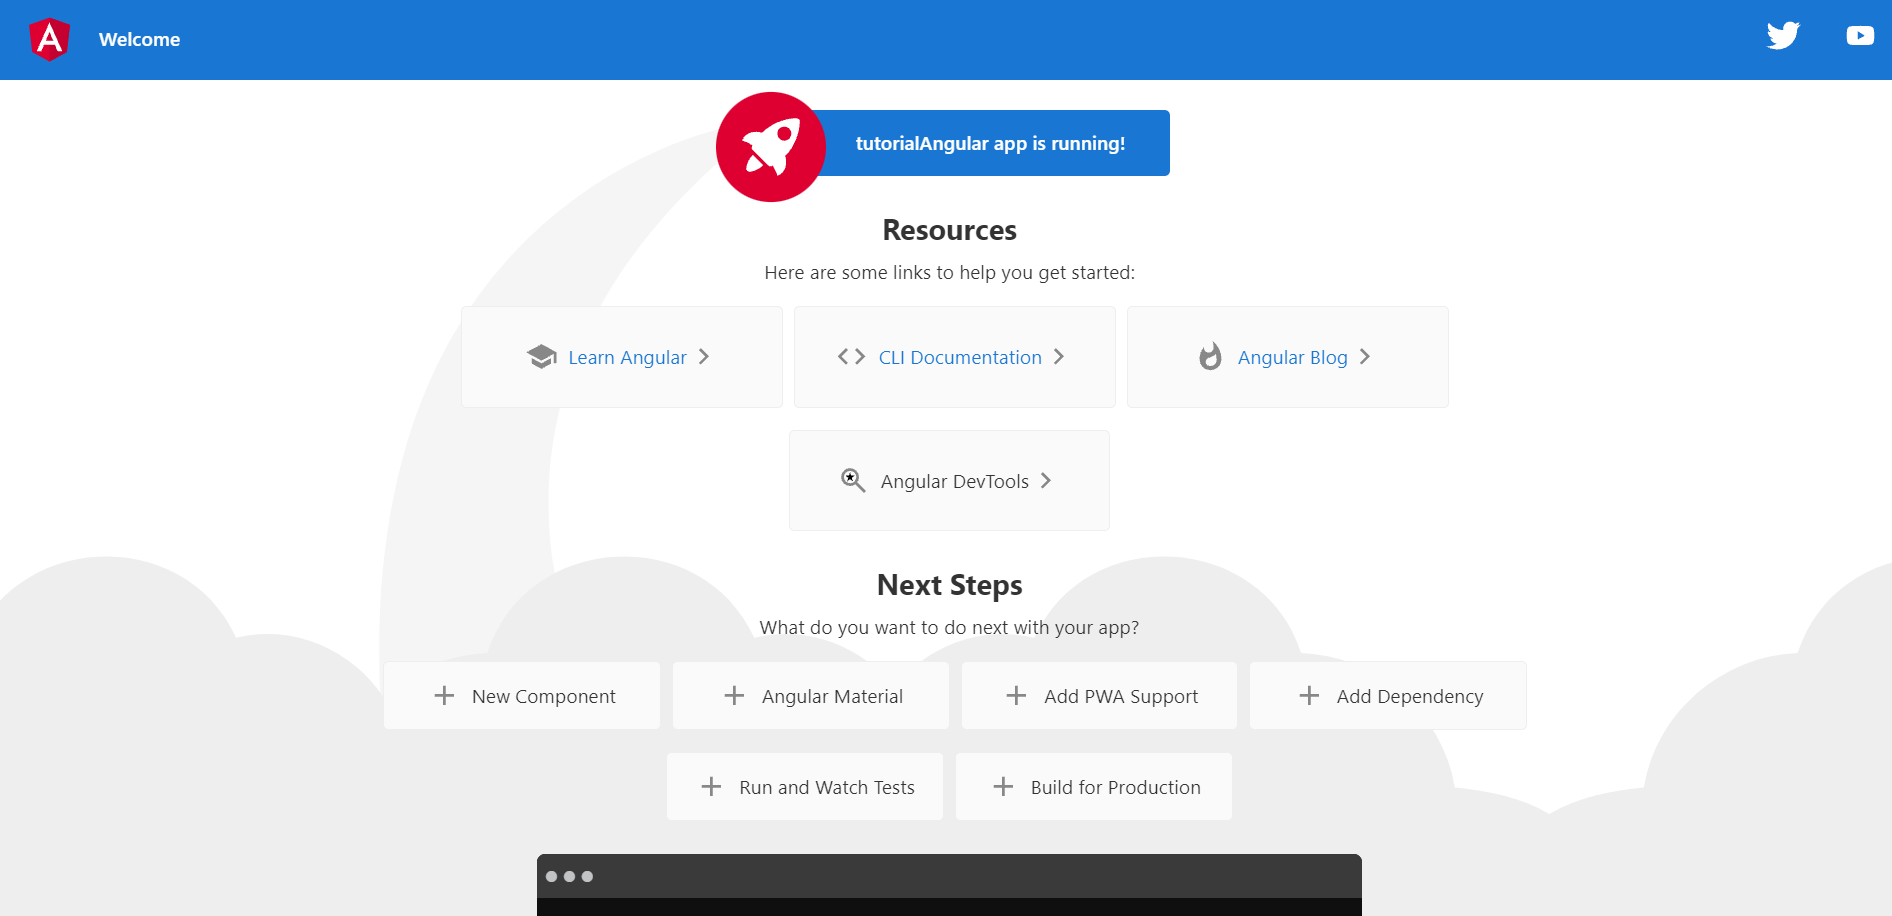 Welcome
tutorialAngular app is running!
Resources
Here are some links to help you get started:
Learn Angular
CLI Documentation
Angular Blog
Angular DevTools
Next Steps
What do you want to do next with your app?
New Component
Angular Material
Add PWA Support
Add Dependency
Run and Watch Tests
Build for Production